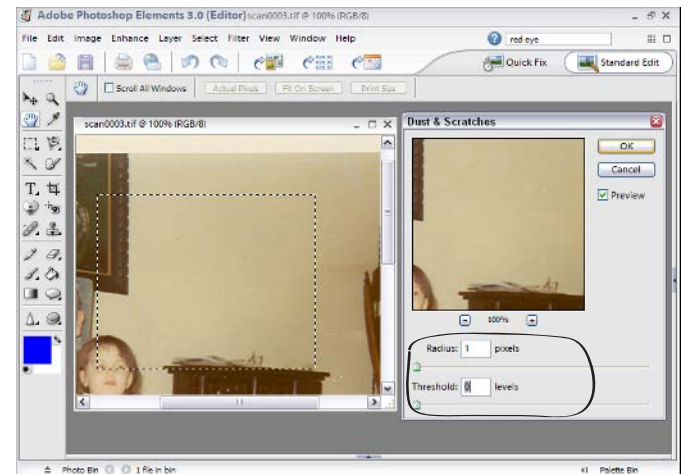 Adobe Photoshop Elements 3.0 (Editor) scan0003.tif @ 100% (RGB/8)
File Edit Image Enhance Layer Select Filter View Window Help
red eye
Quick Fix
Standard Edit
Scroll All Windows
Actual Pixels
Fit On Screen
Print Size
scan0003.tif @ 100% (RGB/8)
Dust & Scratches
OK
Cancel
Preview
100%
Radius: 1 pixels
Threshold: 0 levels
Photo Bin
1 file in bin
Palette Bin